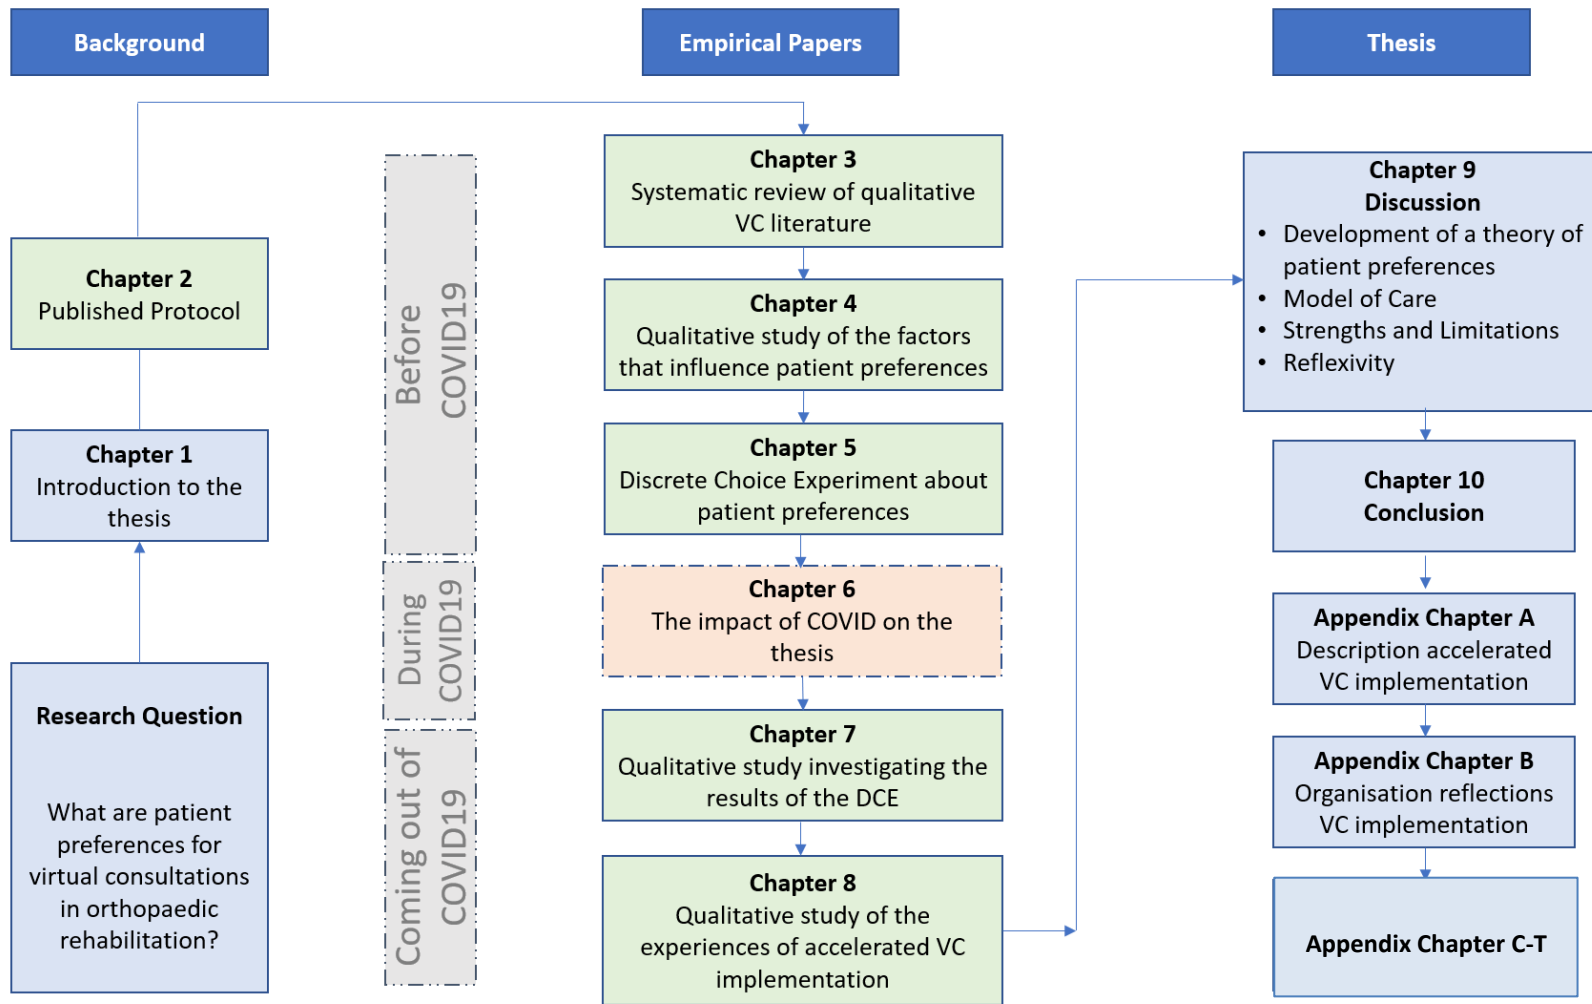 Background
Empirical Papers
Thesis
Chapter 2
Published Protocol
Chapter 1
Introduction to the
thesis
Research Question
What are patient
preferences for
virtual consultations
in orthopaedic
rehabilitation?
Before
COVID19
During
COVID19
Coming out of
COVID19
Chapter 3
Systematic review of qualitative
VC literature
Chapter 4
Qualitative study of the factors
that influence patient preferences
Chapter 5
Discrete Choice Experiment about
patient preferences
Chapter 6
The impact of COVID on the
thesis
Chapter 7
Qualitative study investigating the
results of the DCE
Chapter 8
Qualitative study of the
experiences of accelerated VC
implementation
Chapter 9
Discussion
• Development of a theory of
patient preferences
• Model of Care
• Strengths and Limitations
• Reflexivity
Chapter 10
Conclusion
Appendix Chapter A
Description accelerated
VC implementation
Appendix Chapter B
Organisation reflections
VC implementation
Appendix Chapter C-T